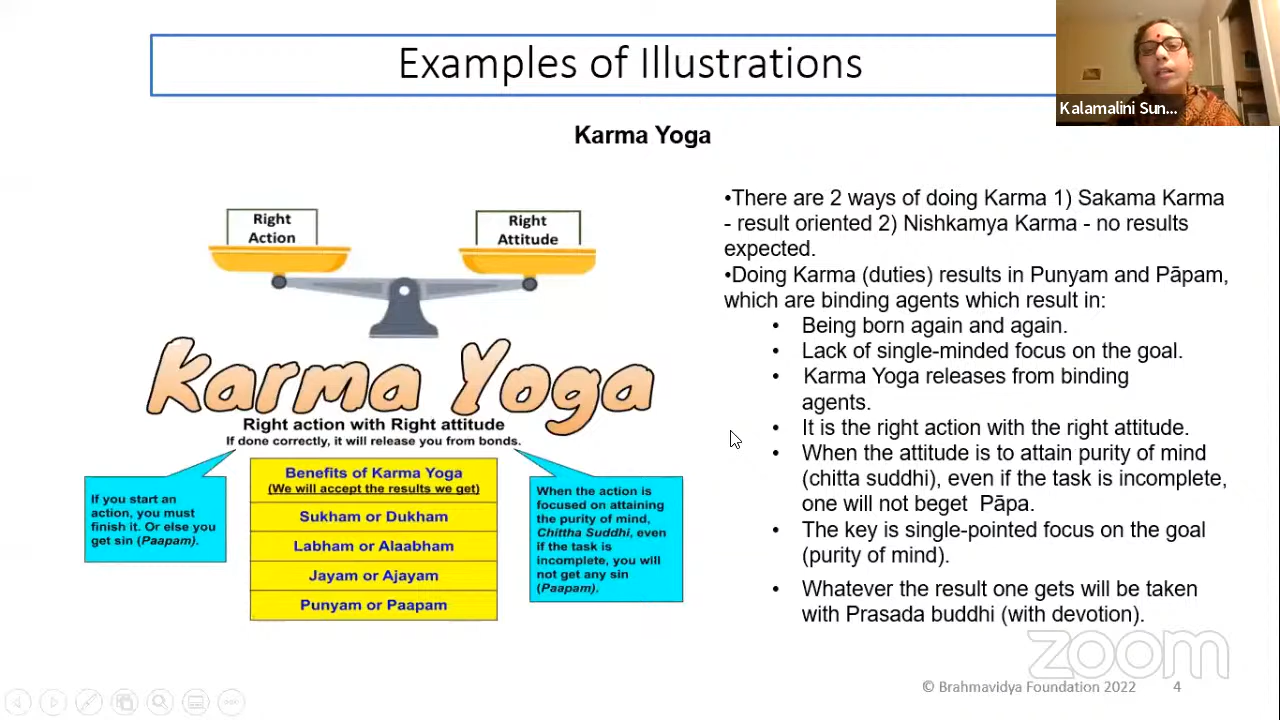 Examples of Illustrations
Kalamalini Sun...
Karma Yoga
Right
Action
Right
Attitude
Karma Yoga
Right action with Right attitude
If done correctly, it will release you from bonds.
If you start an
action, you must
finish it. Or else you
get sin (Paapam).
Benefits of Karma Yoga
(We will accept the results we get)
Sukham or Dukham
Labham or Alaabham
Jayam or Ajayam
Punyam or Paapam
When the action is
focused on attaining
the purity of mind,
Chittha Suddhi, even
if the task is
incomplete, you will
not get any sin
(Paapam).
•There are 2 ways of doing Karma 1) Sakama Karma
- result oriented 2) Nishkamya Karma - no results
expected.
•Doing Karma (duties) results in Punyam and Pāpam,
which are binding agents which result in:
• Being born again and again.
• Lack of single-minded focus on the goal.
• Karma Yoga releases from binding
agents.
• It is the right action with the right attitude.
• When the attitude is to attain purity of mind
(chitta suddhi), even if the task is incomplete,
one will not beget Pāpa.
• The key is single-pointed focus on the goal
(purity of mind).
• Whatever the result one gets will be taken
with Prasada buddhi (with devotion).
zoom
© Brahmavidya Foundation 2022 4